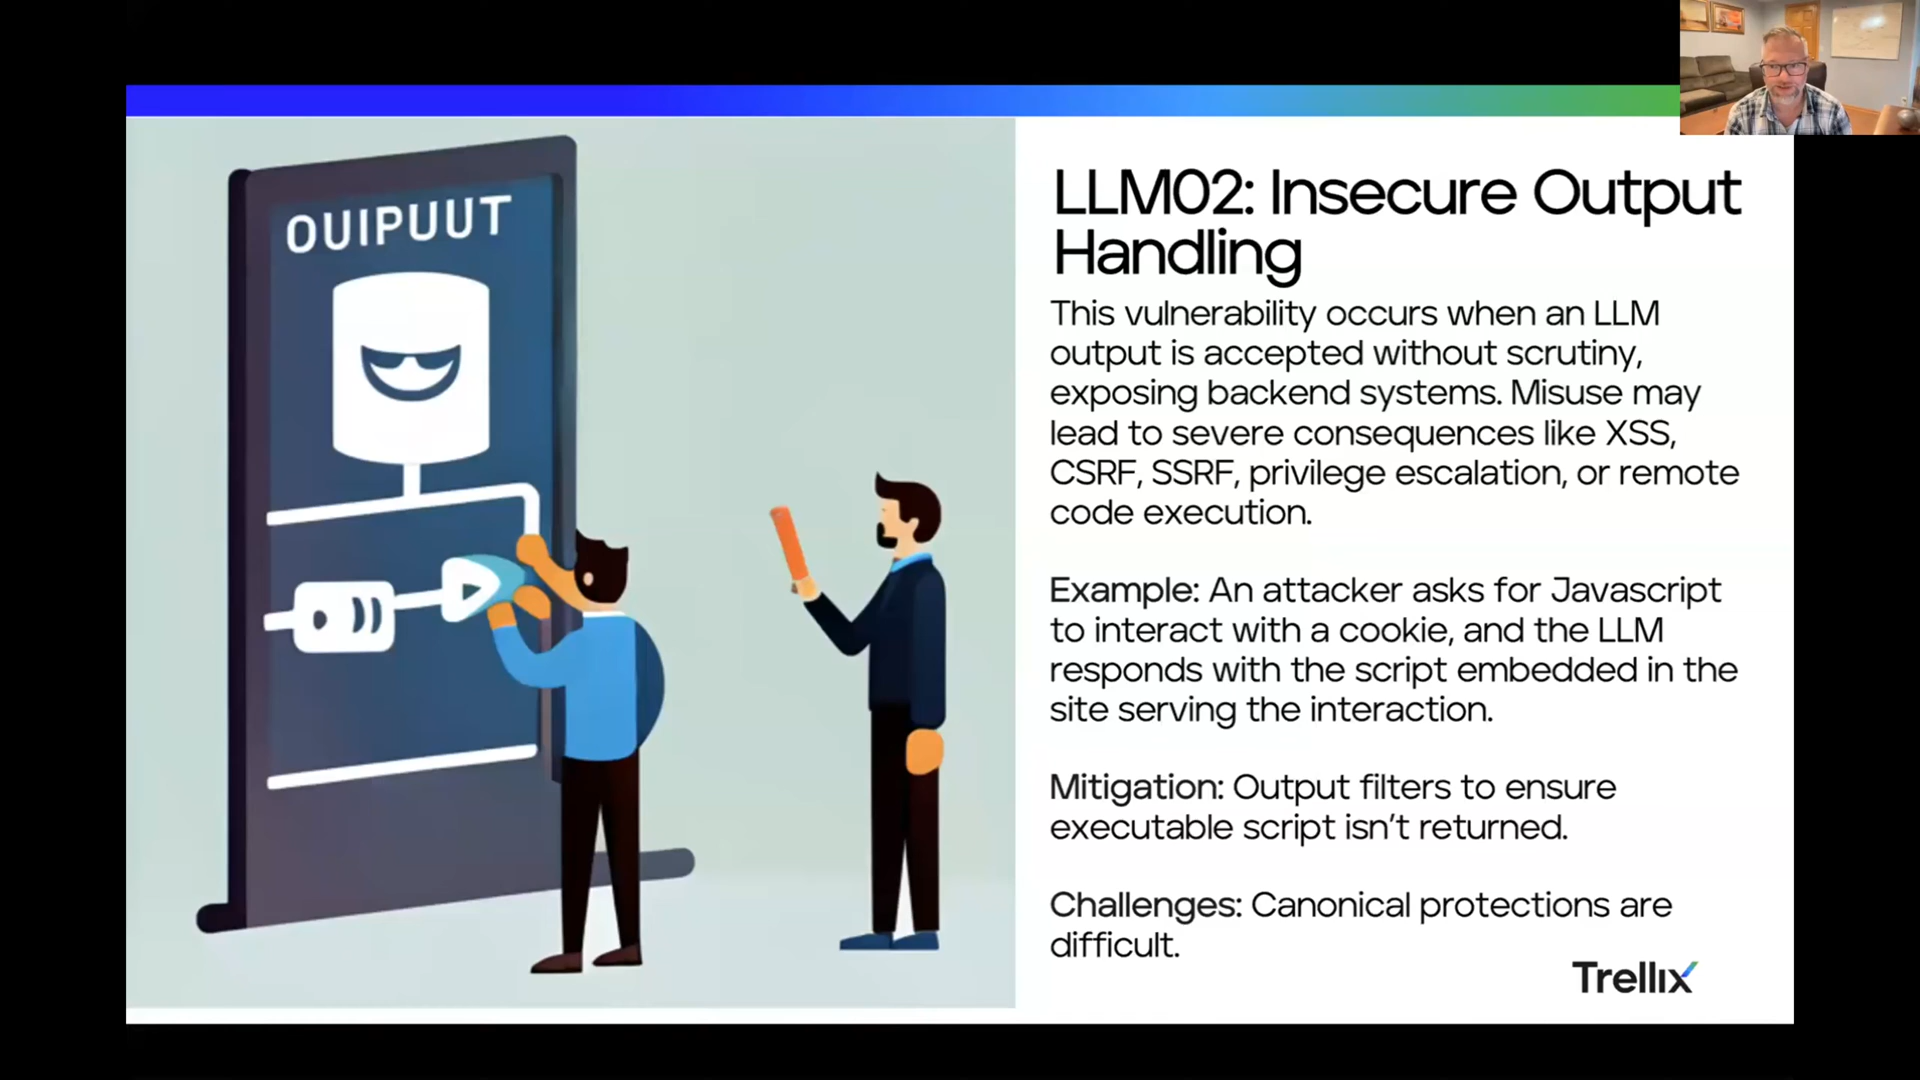 OUIPUUT
LLM02: Insecure Output
Handling
This vulnerability occurs when an LLM
output is accepted without scrutiny,
exposing backend systems. Misuse may
lead to severe consequences like XSS,
CSRF, SSRF, privilege escalation, or remote
code execution.
Example: An attacker asks for Javascript
to interact with a cookie, and the LLM
responds with the script embedded in the
site serving the interaction.
Mitigation: Output filters to ensure
executable script isn’t returned.
Challenges: Canonical protections are
difficult.
Trellix